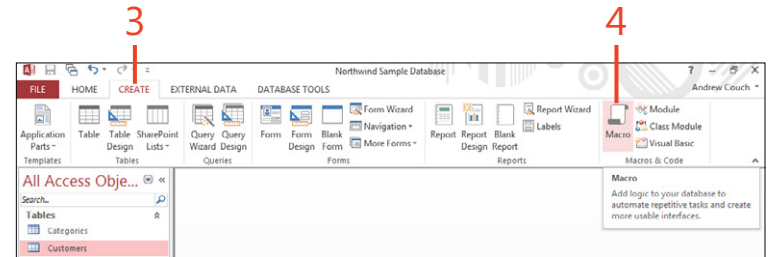 3 4
Northwind Sample Database ?
FILE HOME CREATE EXTERNAL DATA DATABASE TOOLS Andrew Couch
Application Parts
Table
Table Design
SharePoint Lists
Query Wizard
Query Design
Form
Form Design
Blank Form
Form Wizard
Navigation
More Forms
Report
Report Design
Blank Report
Report Wizard
Labels
Macro
Module
Class Module
Visual Basic
Templates Tables Queries Forms Reports Macros & Code
All Access Obje... «
Search...
Tables
Categories
Customers
Macro
Add logic to your database to
automate repetitive tasks and create
more usable interfaces.